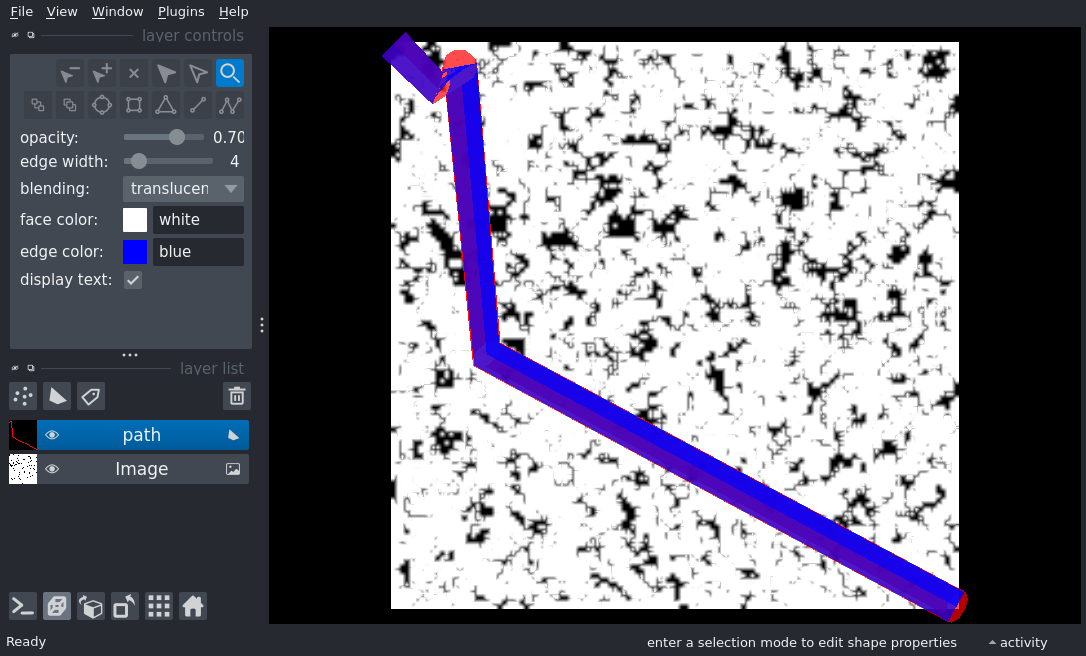 File View Window Plugins Help
layer controls
opacity: 0.70
edge width: 4
blending: translucen
face color: white
edge color: blue
display text:
layer list
path
Image
Ready
enter a selection mode to edit shape properties
activity